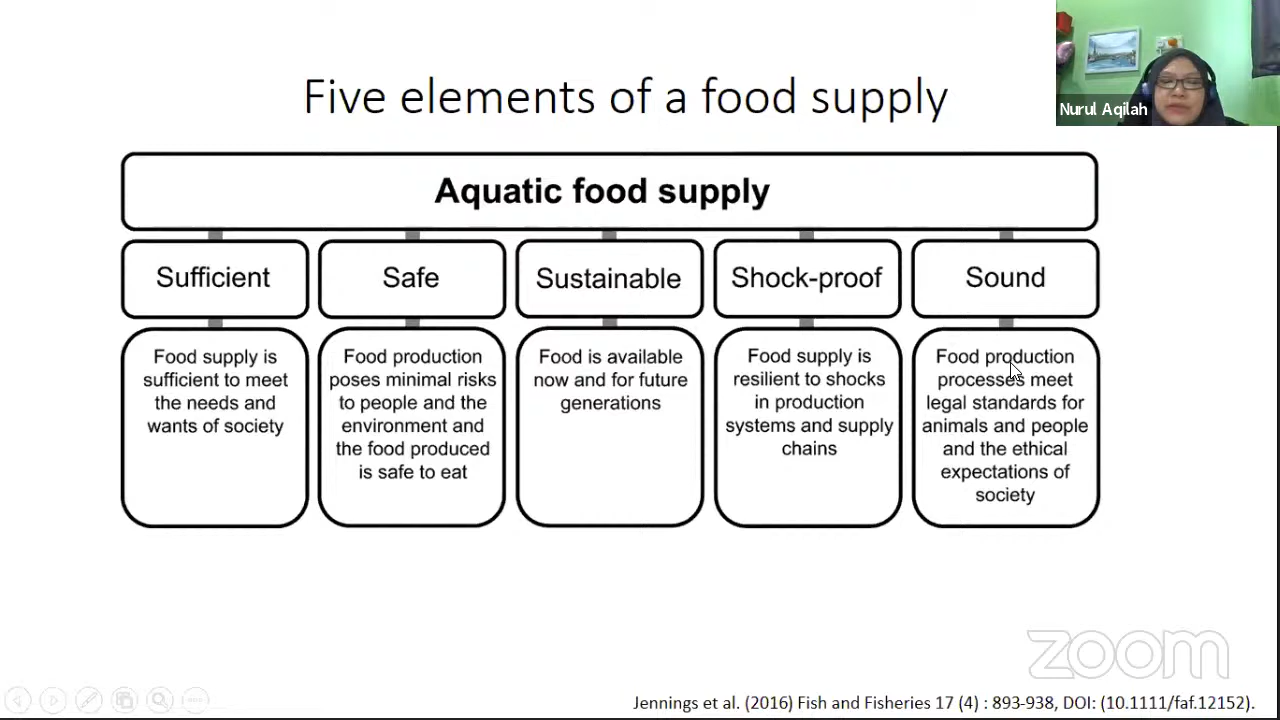 Five elements of a food supply
Nurul Aqilah
Aquatic food supply
Sufficient
Safe
Sustainable
Shock-proof
Sound
Food supply is
sufficient to meet
the needs and
wants of society
Food production
poses minimal risks
to people and the
environment and
the food produced
is safe to eat
Food is available
now and for future
generations
Food supply is
resilient to shocks
in production
systems and supply
chains
Food production
processes meet
legal standards for
animals and people
and the ethical
expectations of
society
zoom
Jennings et al. (2016) Fish and Fisheries 17 (4) : 893-938, DOI: (10.1111/faf.12152).